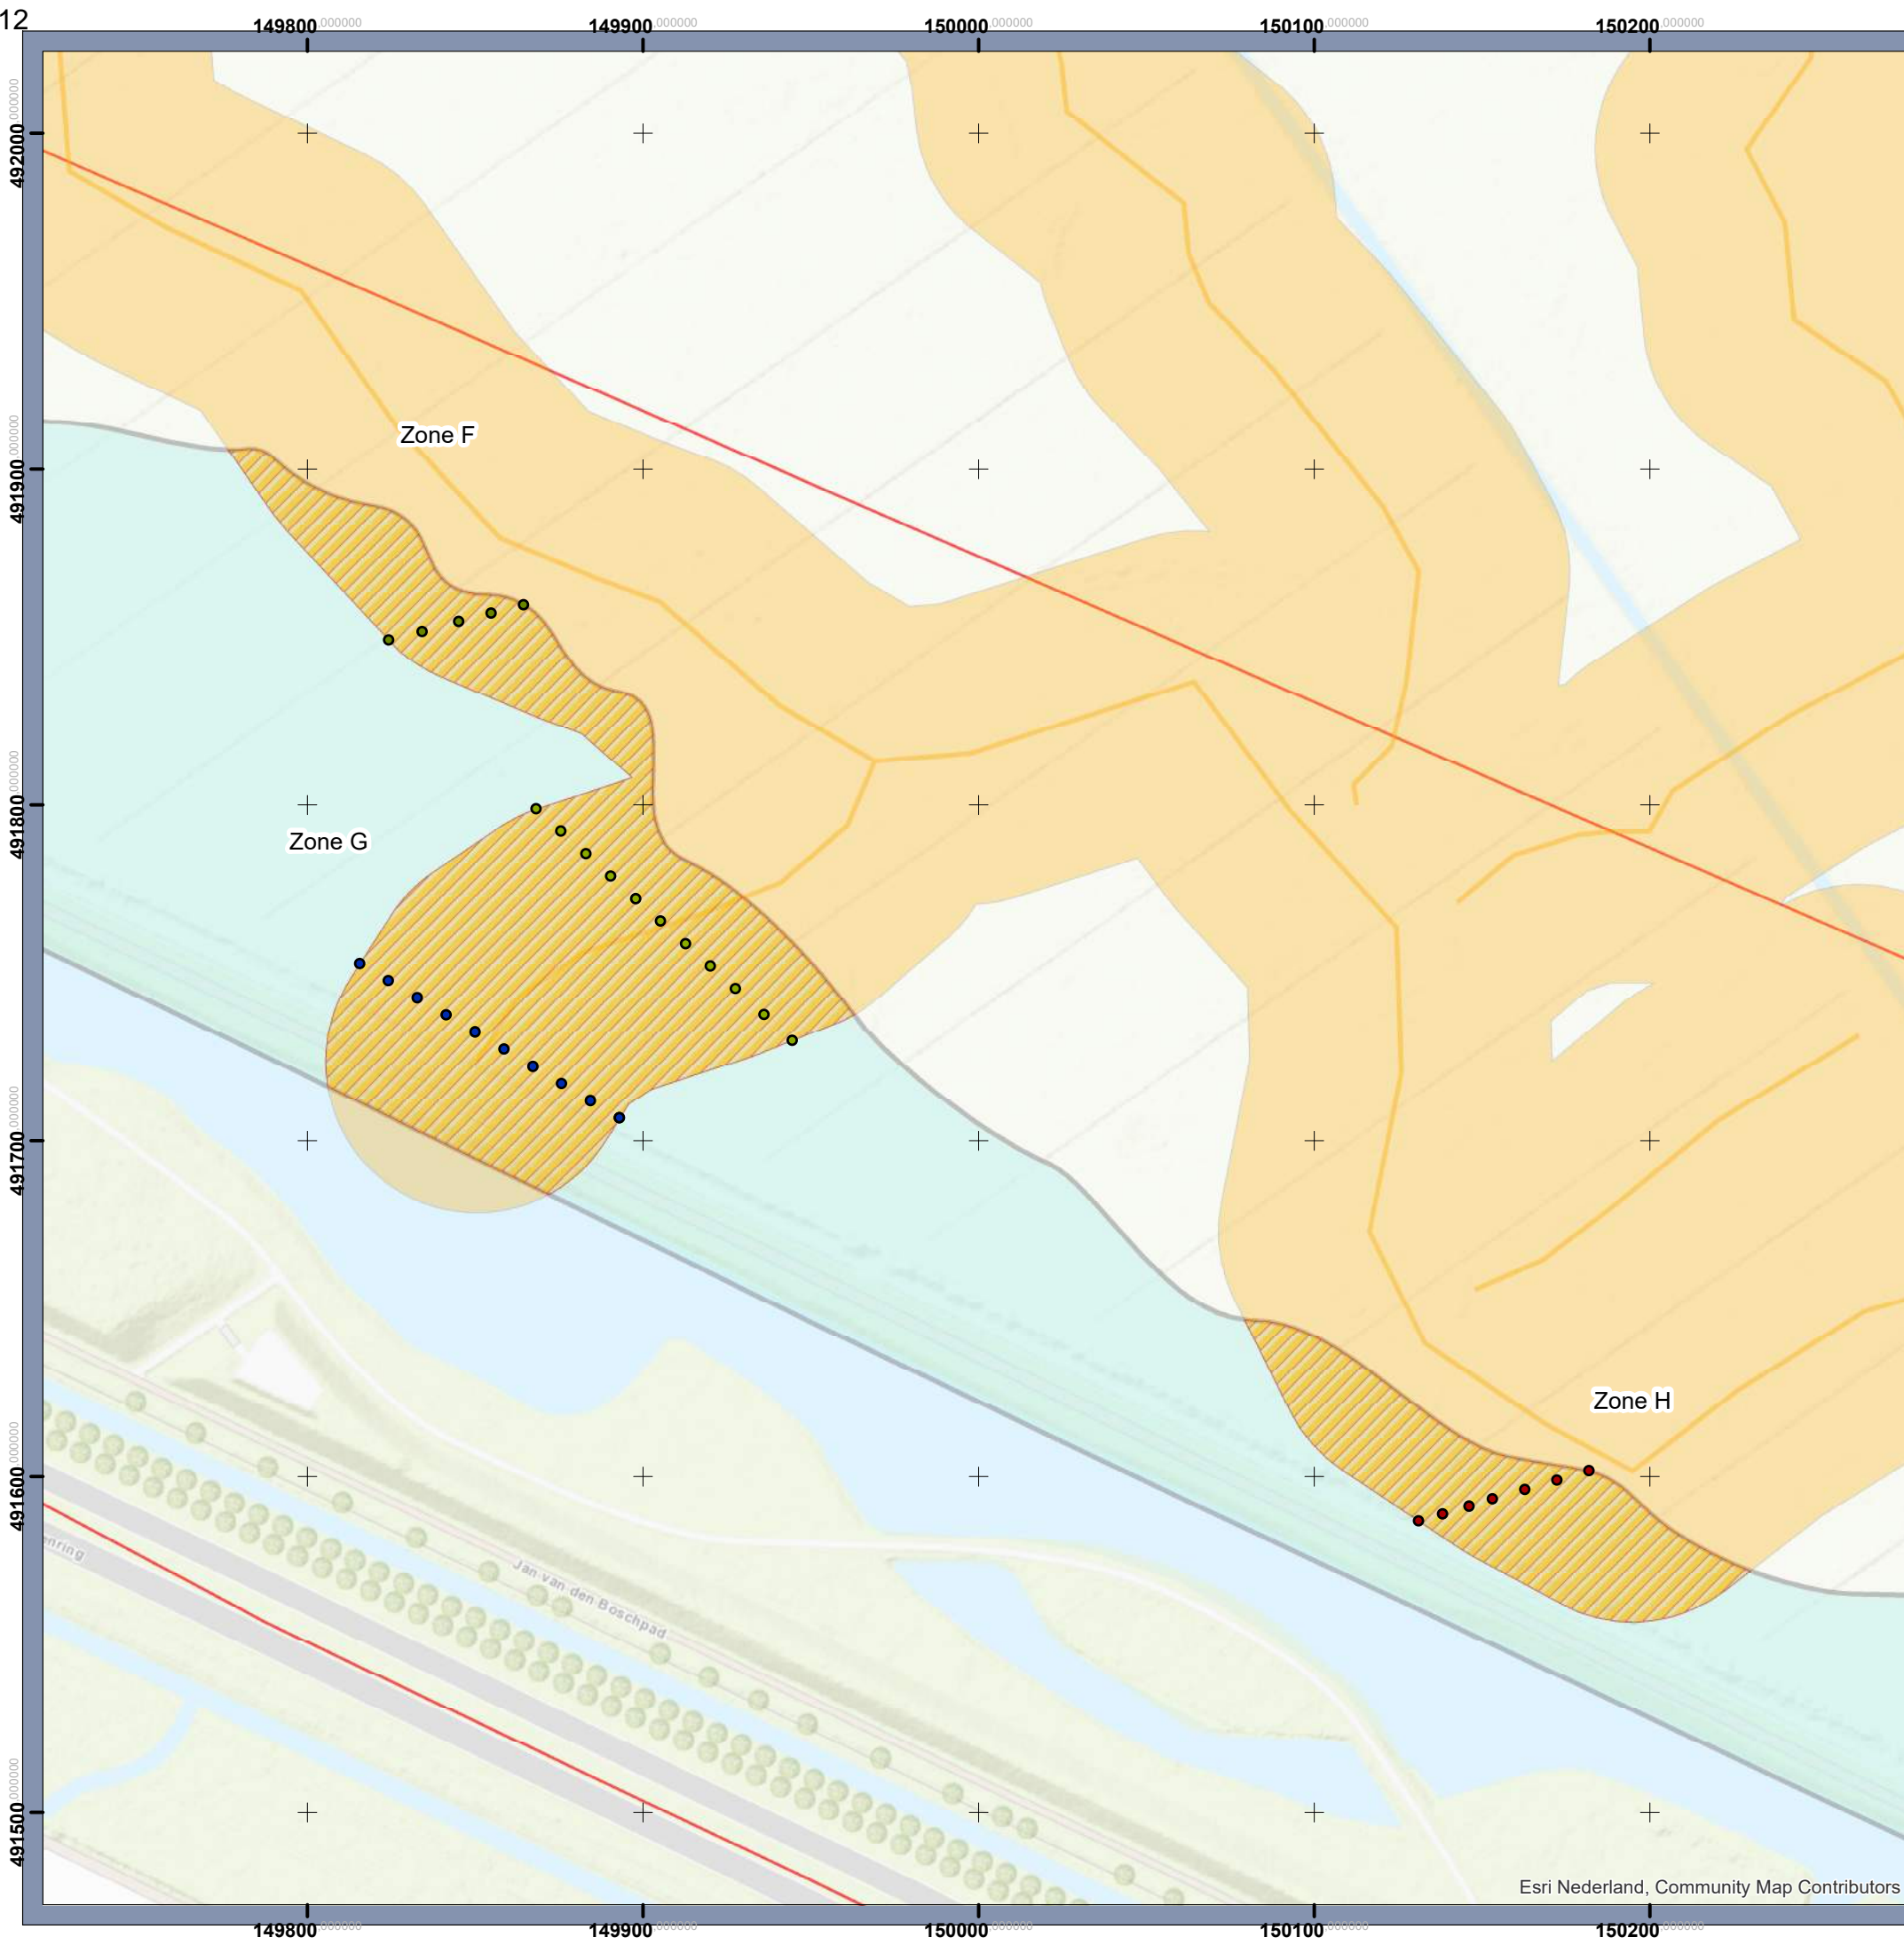 12
149800,000000 149900,000000 150000,000000 150100,000000 150200,000000
492000,000000
491900,000000
491800,000000
491700,000000
491600,000000
491500,000000
Zone F
Zone G
Zone H
enring
Jan van den Boschpad
Esri Nederland, Community Map Contributors
149800,000000 149900,000000 150000,000000 150100,000000 150200,000000